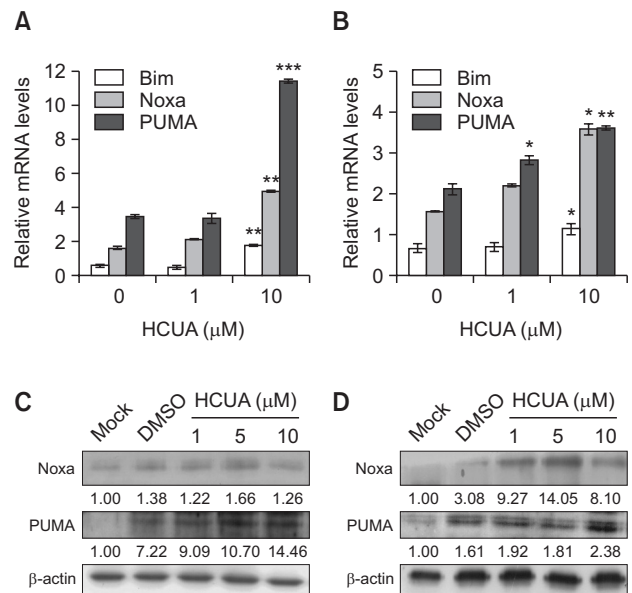 A
Relative mRNA levels
12
10
8
6
4
2
0
Bim
Noxa
PUMA
**
**
***
0 1 10
HCUA (μM)
B
Relative mRNA levels
5
4
3
2
1
0
Bim
Noxa
PUMA
*
*
*
**
0 1 10
HCUA (μM)
C
Mock DMSO HCUA (μM)
1 5 10
Noxa
1.00 1.38 1.22 1.66 1.26
PUMA
1.00 7.22 9.09 10.70 14.46
β-actin
D
Mock DMSO HCUA (μM)
1 5 10
Noxa
1.00 3.08 9.27 14.05 8.10
PUMA
1.00 1.61 1.92 1.81 2.38
β-actin